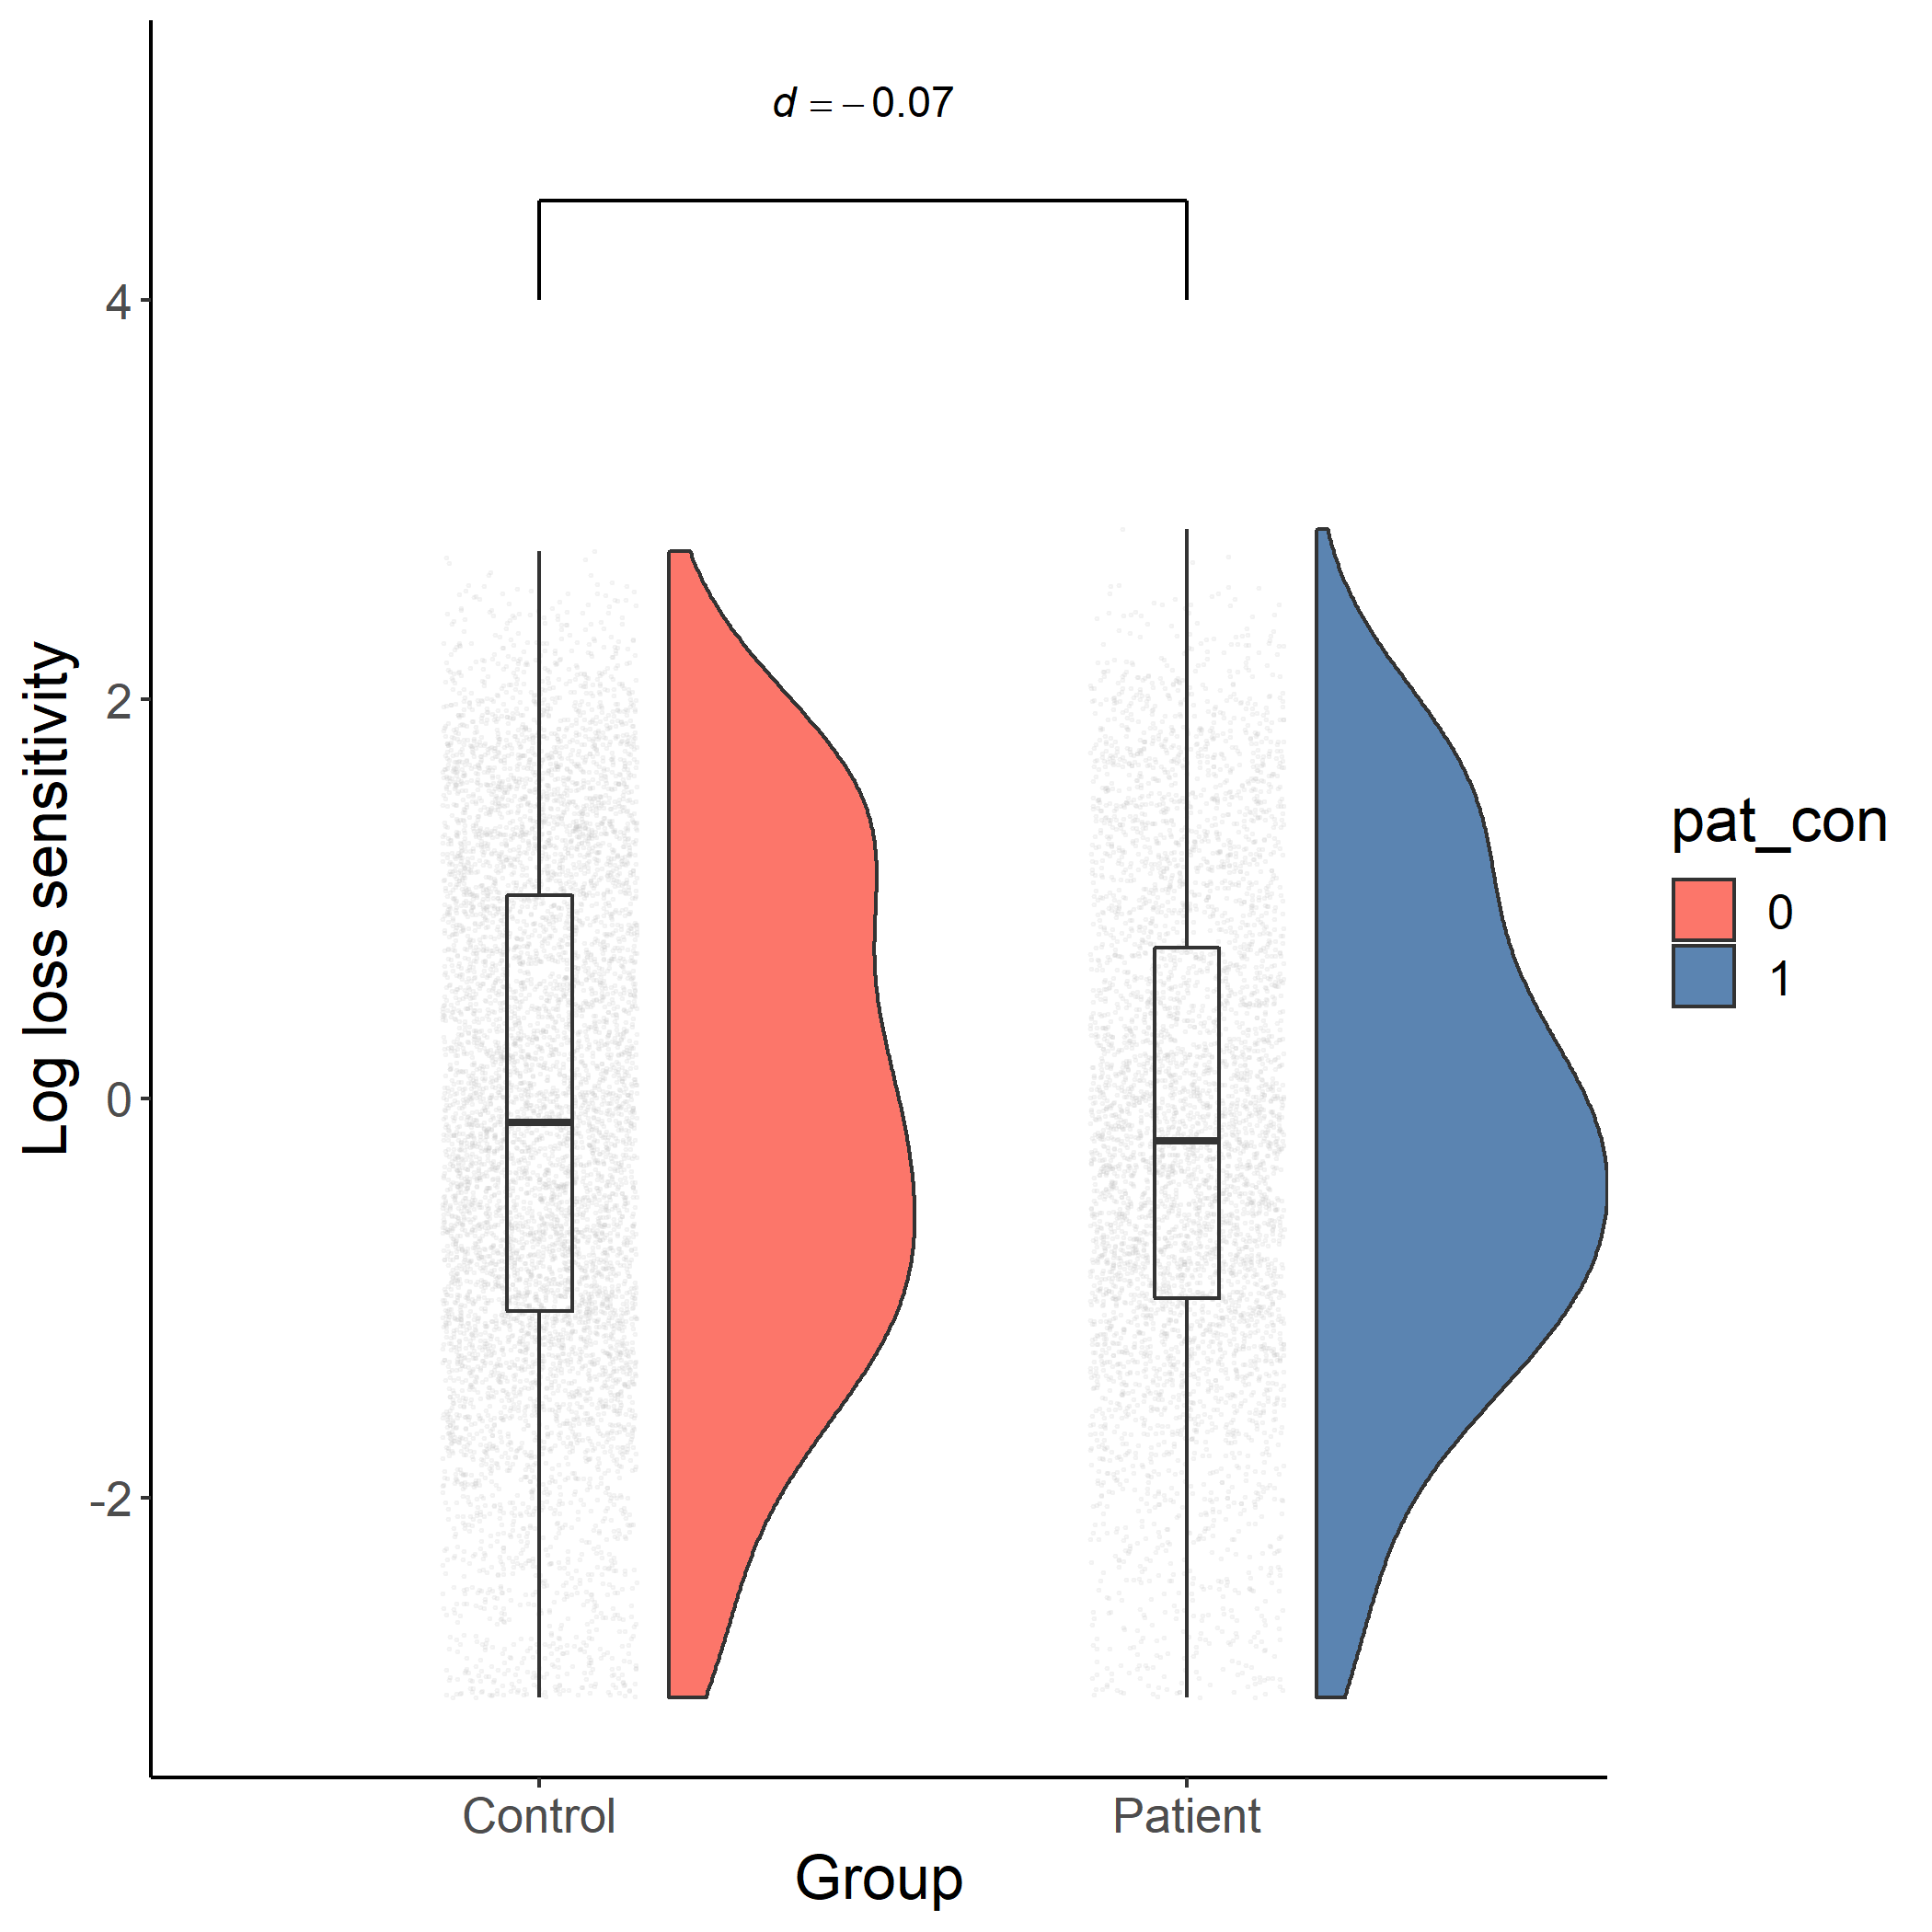 d = − 0.07
4
2
0
-2
Log loss sensitivity
Control
Patient
Group
pat_con
0
1